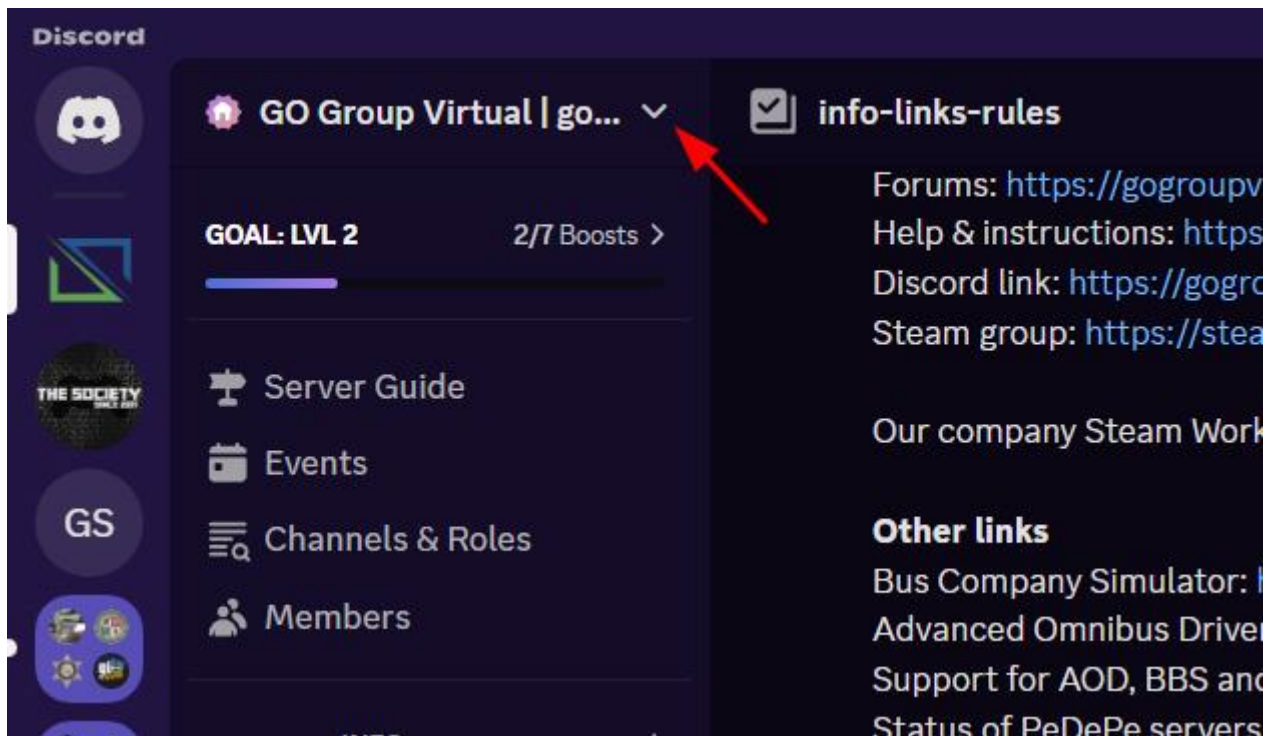 Discord
GO Group Virtual | go...
info-links-rules
GOAL: LVL 2
2/7 Boosts
Forums: https://gogroupv
Help & instructions: https
Discord link: https://gogro
Steam group: https://stea
Our company Steam Work
THE SOCIETY
Server Guide
Events
Channels & Roles
Members
GS
Other links
Bus Company Simulator: h
Advanced Omnibus Driver
Support for AOD, BBS and
Status of PeDePe servers